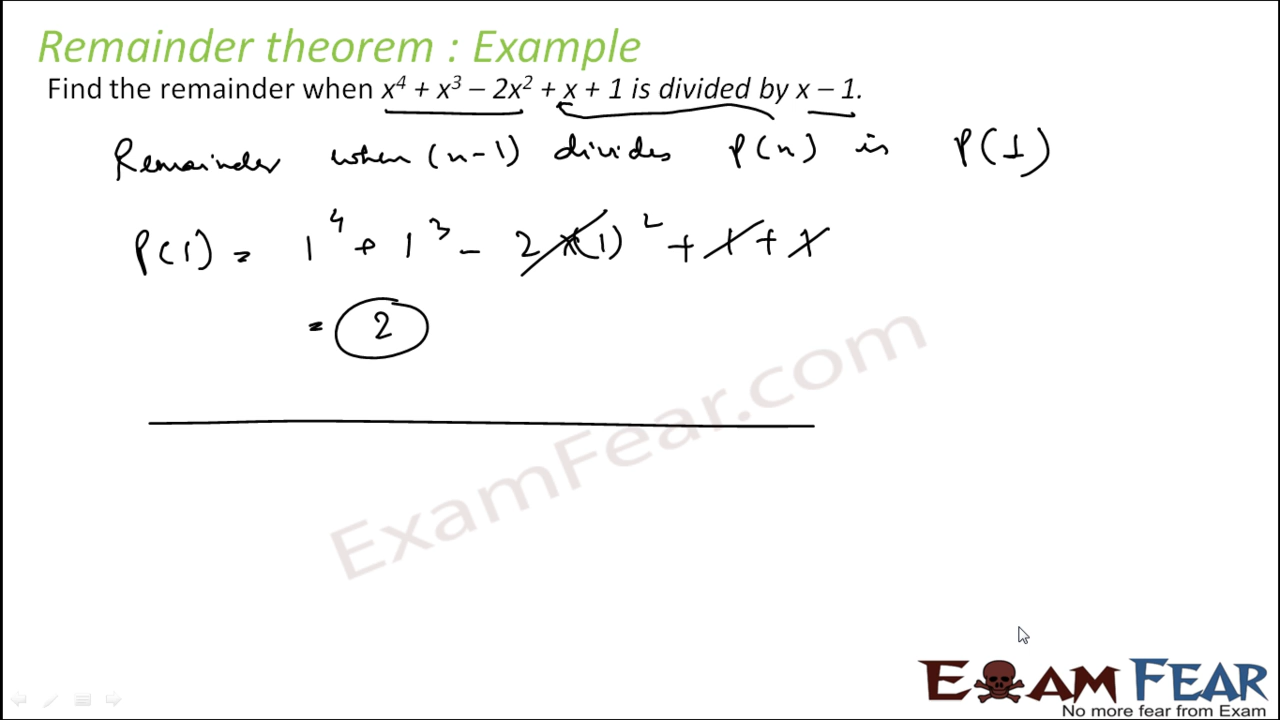 Remainder theorem : Example
Find the remainder when x⁴ + x³ – 2x² + x + 1 is divided by x – 1.
Remainder when (x-1) divides P(x) is P(1)
P(1) = 1⁴ + 1³ - 2x(1)² + 1 + 1
= 2
ExamFear.com
EXAM FEAR
No more fear from Exam